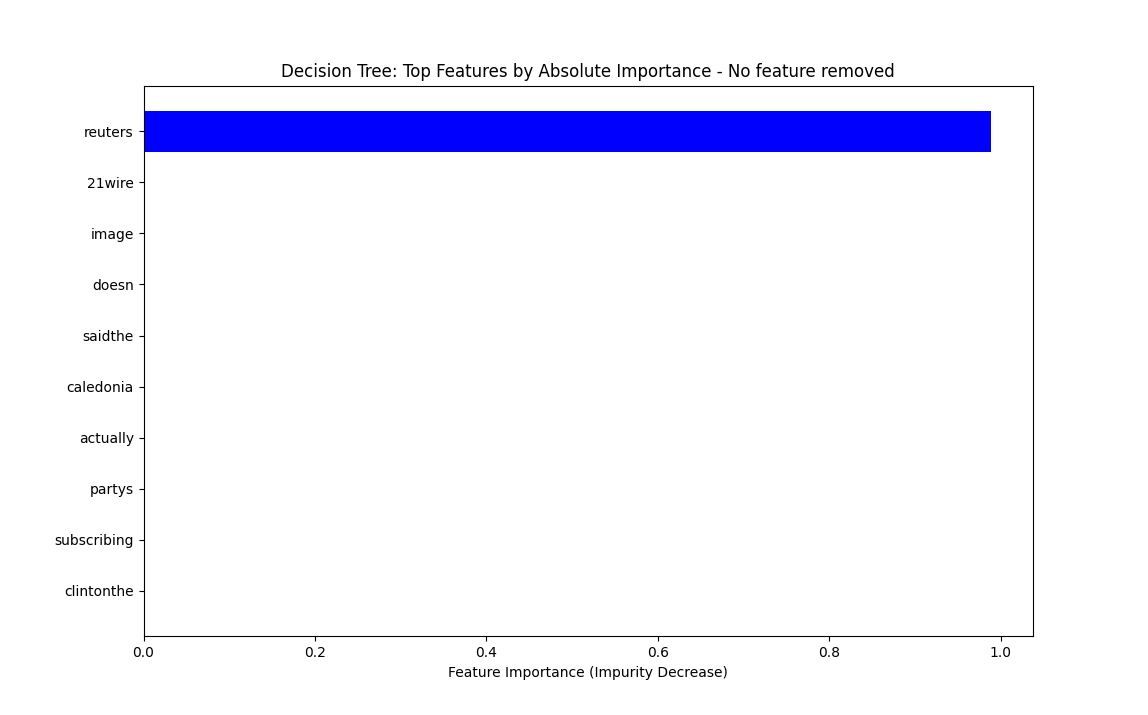 Decision Tree: Top Features by Absolute Importance - No feature removed
reuters
21wire
image
doesn
saidthe
caledonia
actually
partys
subscribing
clintonthe
0.0 0.2 0.4 0.6 0.8 1.0
Feature Importance (Impurity Decrease)